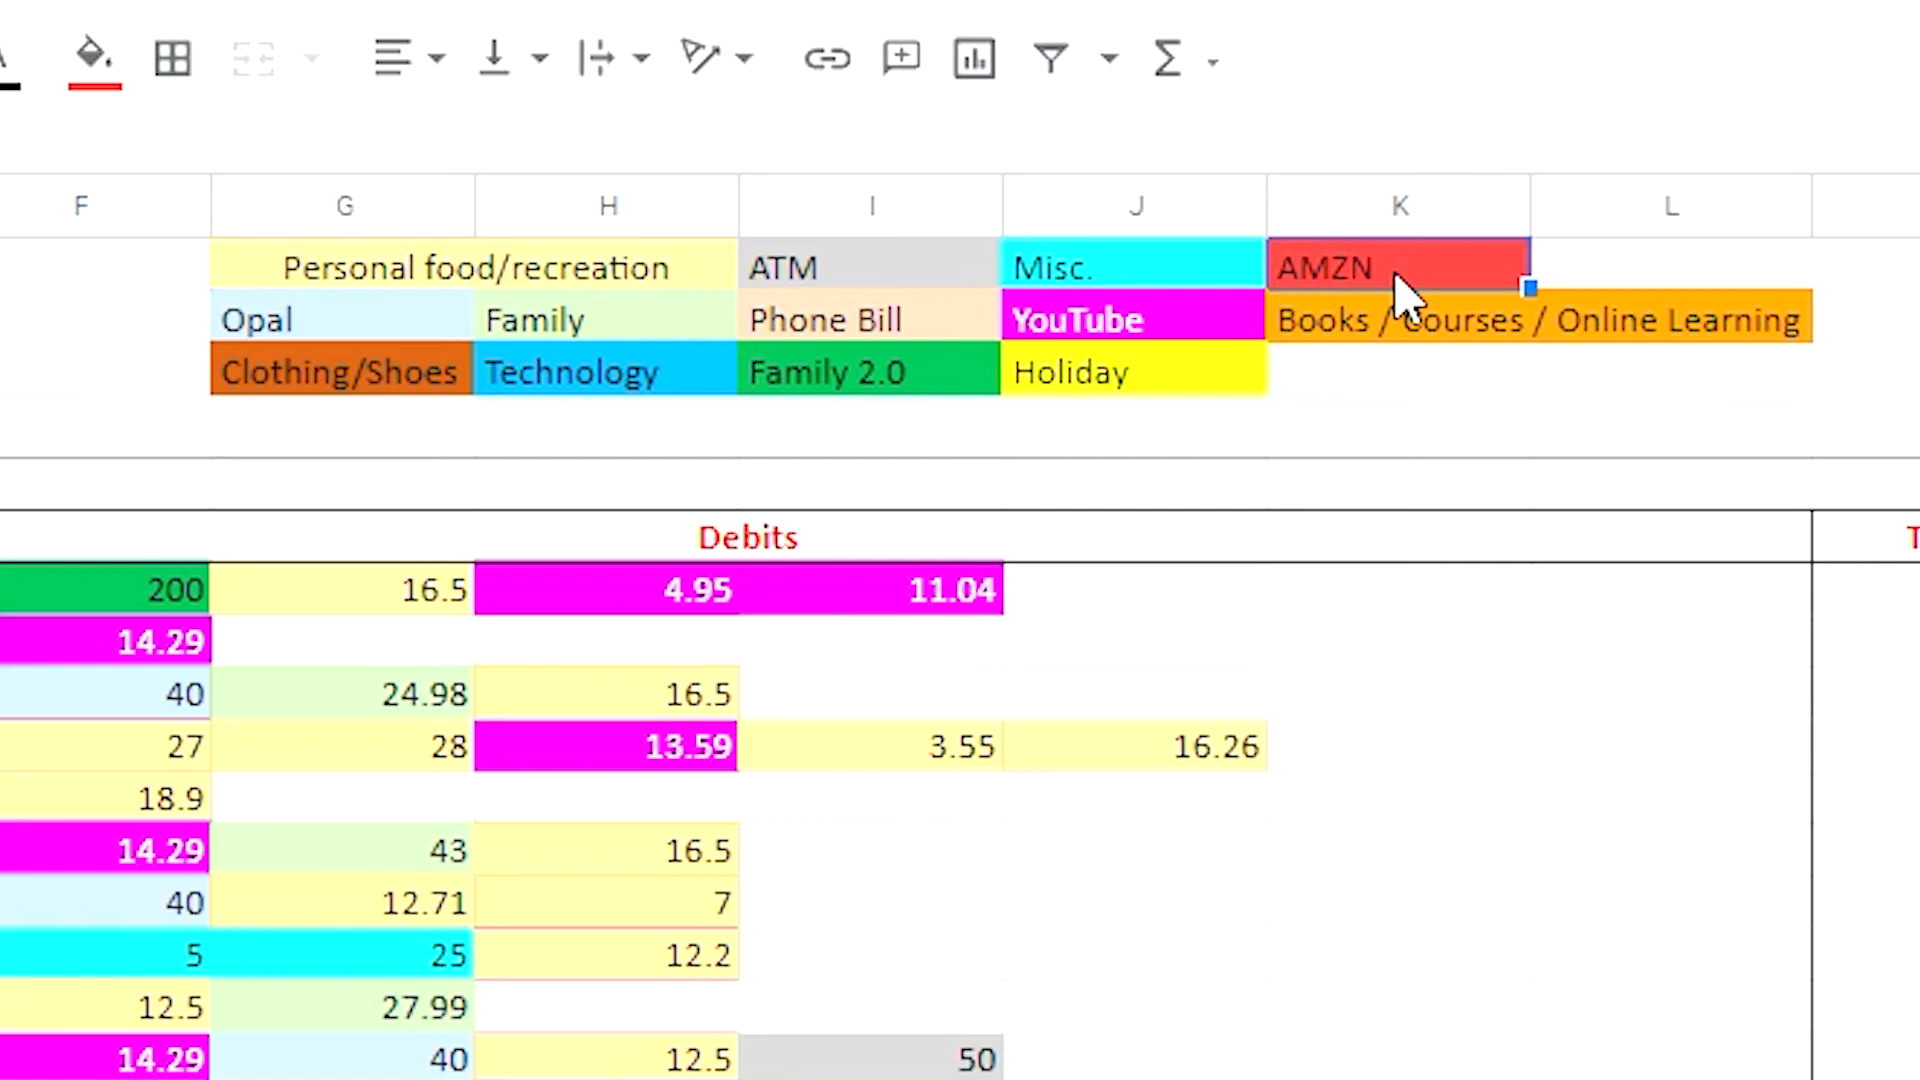 F G H I J K L
Personal food/recreation ATM Misc. AMZN
Opal Family Phone Bill YouTube Books / Courses / Online Learning
Clothing/Shoes Technology Family 2.0 Holiday
Debits T
200 16.5 4.95 11.04
14.29
40 24.98 16.5
27 28 13.59 3.55 16.26
18.9
14.29 43 16.5
40 12.71 7
5 25 12.2
12.5 27.99
14.29 40 12.5 50